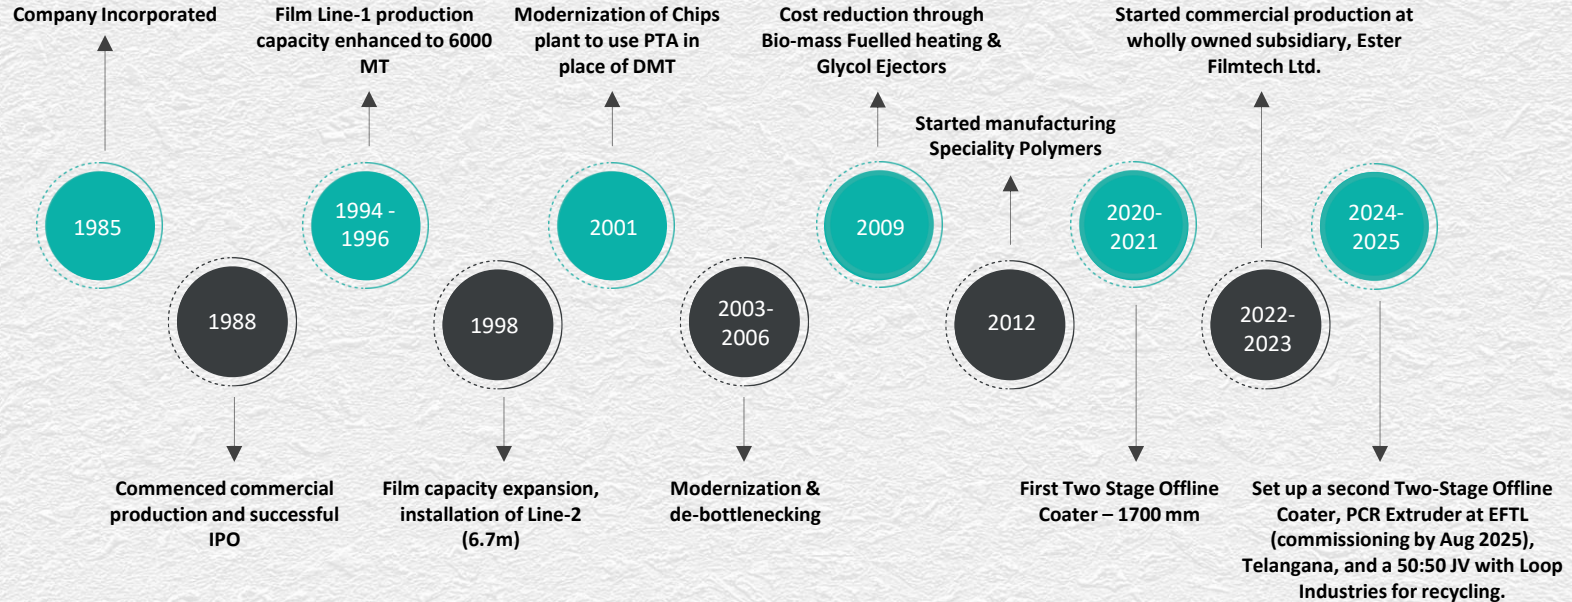 Company Incorporated
Film Line-1 production
capacity enhanced to 6000
MT
Modernization of Chips
plant to use PTA in
place of DMT
Cost reduction through
Bio-mass Fuelled heating &
Glycol Ejectors
Started manufacturing
Speciality Polymers
Started commercial production at
wholly owned subsidiary, Ester
Filmtech Ltd.
1985
1994 -
1996
2001
2009
2020-
2021
2024-
2025
1988
1998
2003-
2006
2012
2022-
2023
Commenced commercial
production and successful
IPO
Film capacity expansion,
installation of Line-2
(6.7m)
Modernization &
de-bottlenecking
First Two Stage Offline
Coater – 1700 mm
Set up a second Two-Stage Offline
Coater, PCR Extruder at EFTL
(commissioning by Aug 2025),
Telangana, and a 50:50 JV with Loop
Industries for recycling.